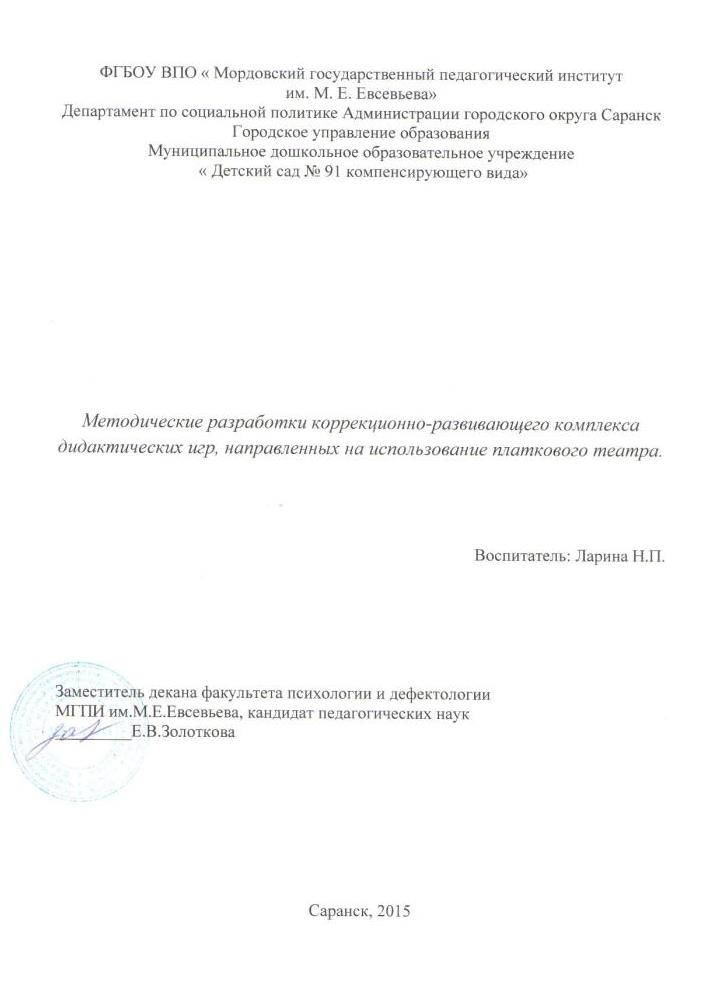 ФГБОУ ВПО « Мордовский государственный педагогический институт
им. М. Е. Евсевьева»
Департамент по социальной политике Администрации городского округа Саранск
Городское управление образования
Муниципальное дошкольное образовательное учреждение
« Детский сад № 91 компенсирующего вида»
Методические разработки коррекционно-развивающего комплекса
дидактических игр, направленных на использование платкового театра.
Воспитатель: Ларина Н.П.
Заместитель декана факультета психологии и дефектологии
МГПИ им.М.Е.Евсевьева, кандидат педагогических наук
_________Е.В.Золоткова
Саранск, 2015